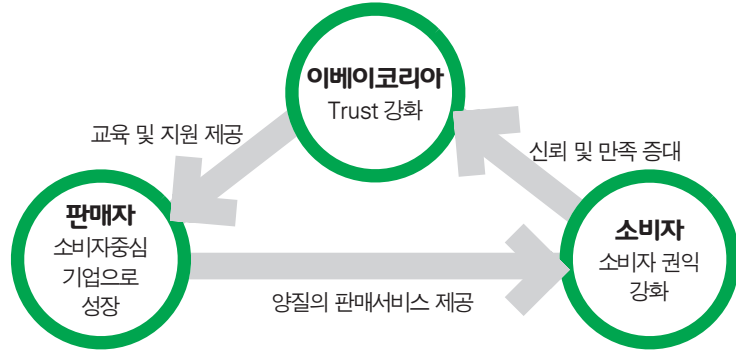 이베이코리아
Trust 강화
교육 및 지원 제공
신뢰 및 만족 증대
판매자
소비자중심
기업으로
성장
소비자
소비자 권익
강화
양질의 판매서비스 제공